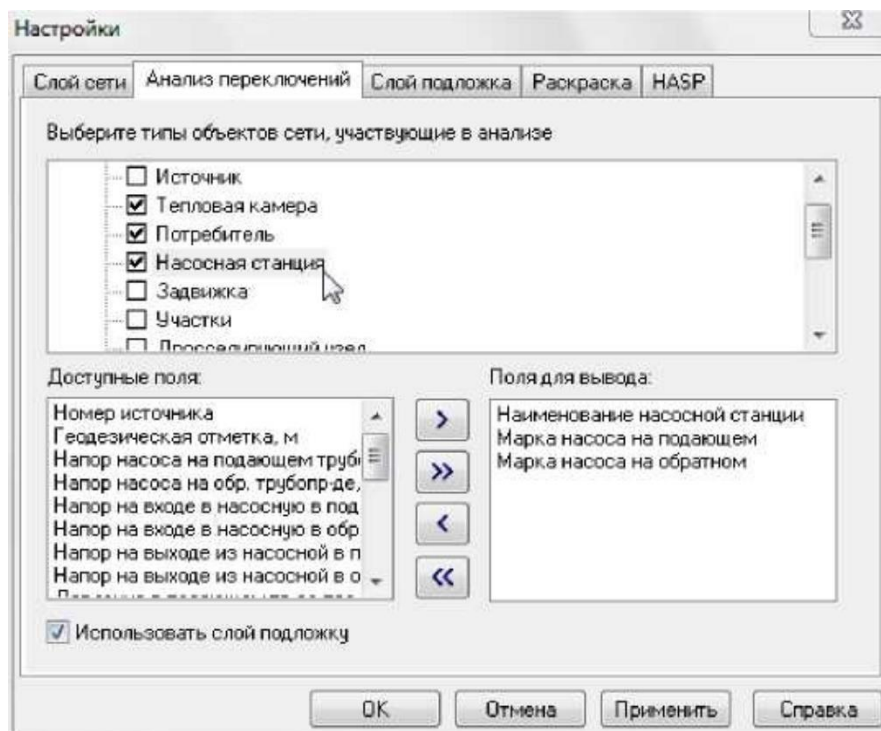 Настройки
Слой сети Анализ переключений Слой подложка Раскраска HASP
Выберите типы объектов сети, участвующие в анализе
Источник
Тепловая камера
Потребитель
Насосная станция
Задвижка
Участки
Дросселирующий узел
Доступные поля:
Номер источника
Геодезическая отметка, м
Напор насоса на подающем трубо
Напор насоса на обр. трубопр-де,
Напор на входе в насосную в под
Напор на входе в насосную в обр
Напор на выходе из насосной в п
Напор на выходе из насосной в о
> 
>>
<
<<
Поля для вывода:
Наименование насосной станции
Марка насоса на подающем
Марка насоса на обратном
Использовать слой подложку
OK Отмена Применить Справка